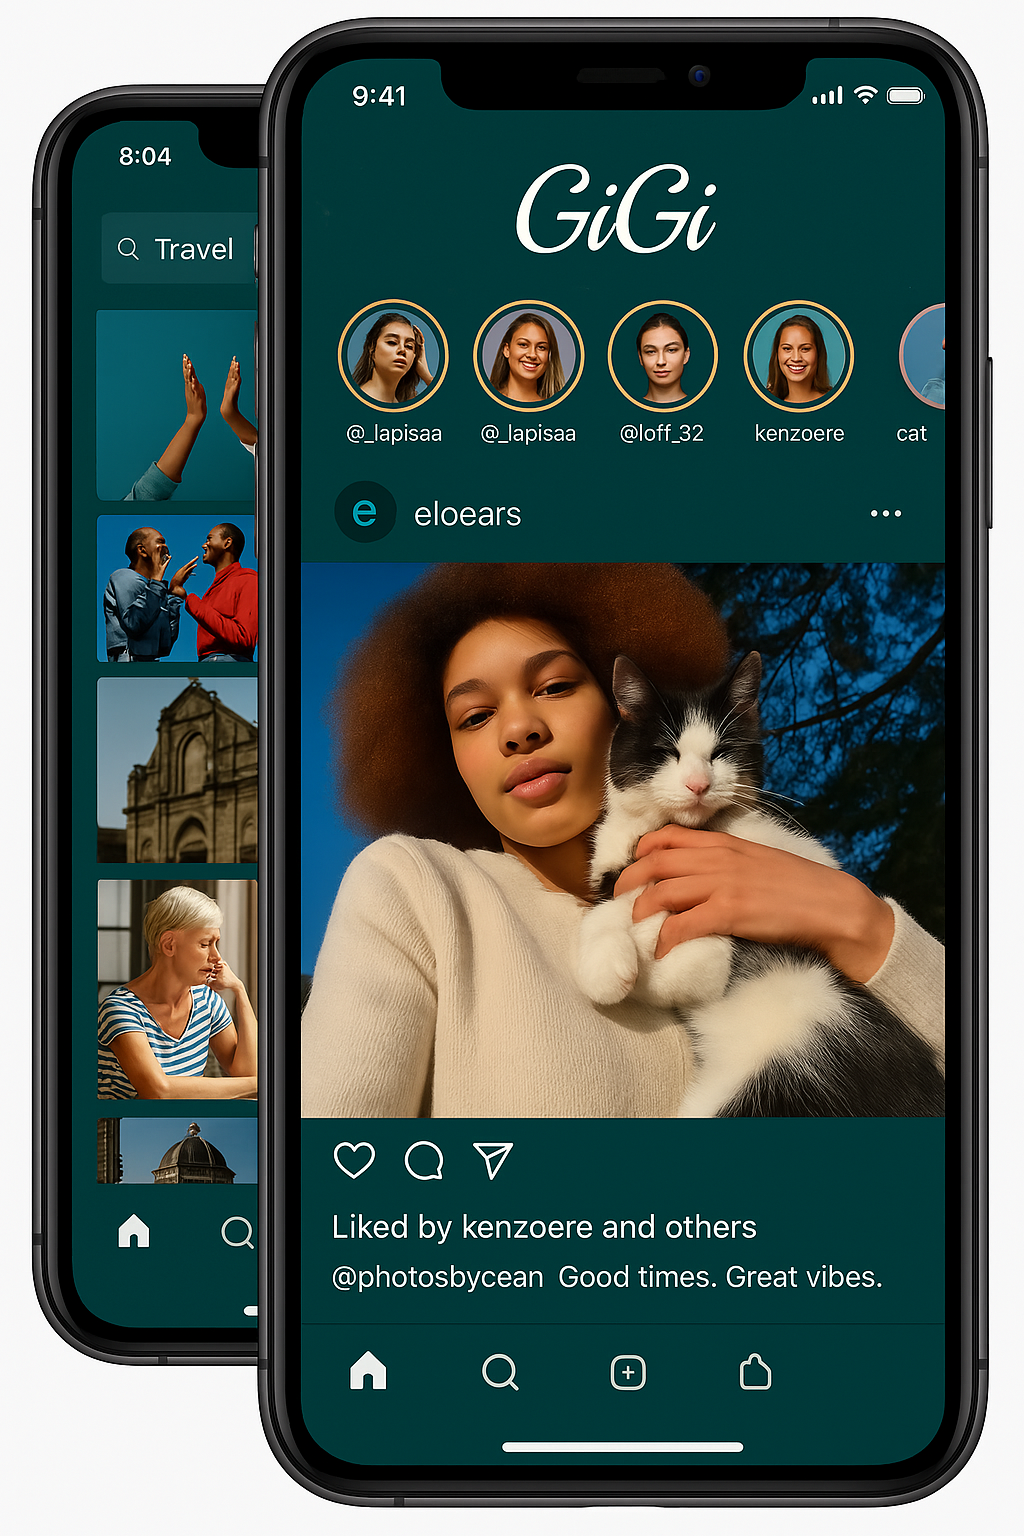 8:04
Travel
9:41
GiGi
@_lapisaa
@_lapisaa
@loff_32
kenzoere
cat
e
eloears
Liked by kenzoere and others
@photosbycean Good times. Great vibes.